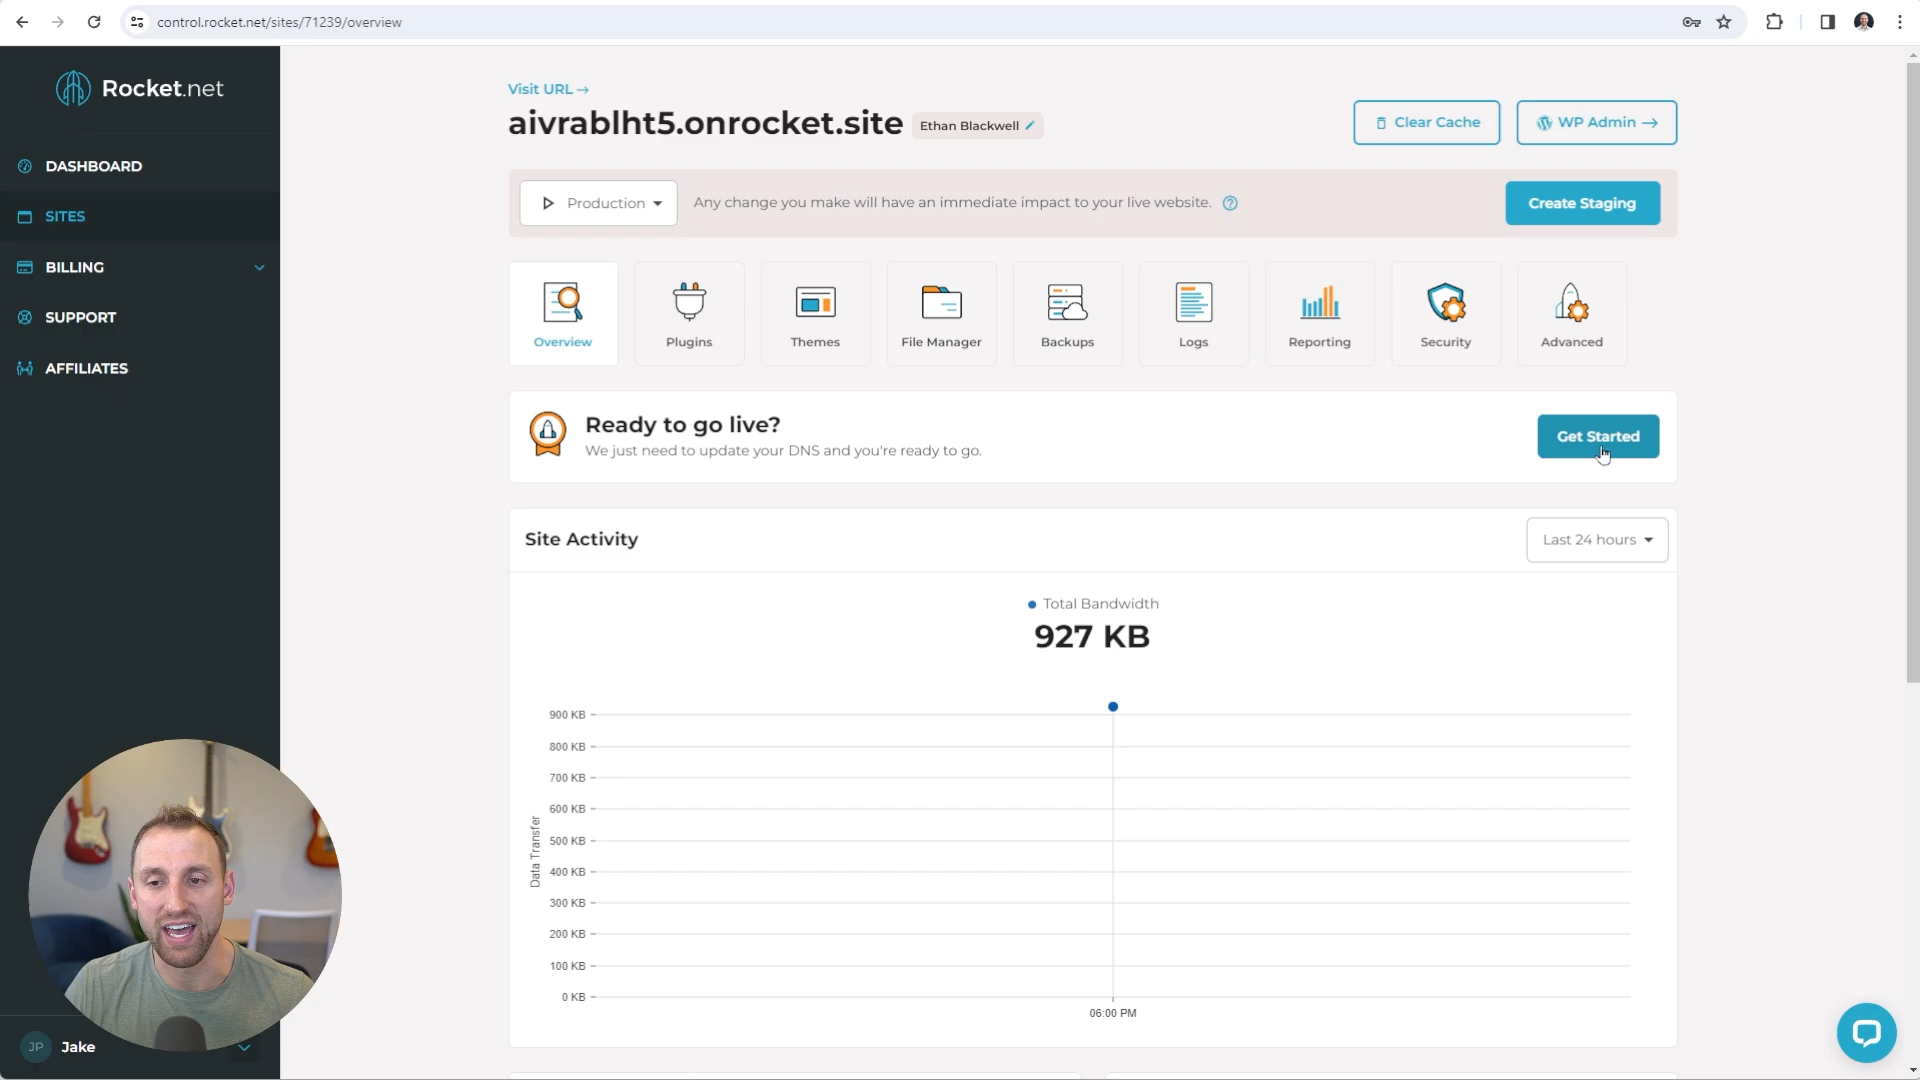 control.rocket.net/sites/71239/overview
Rocket.net
DASHBOARD
SITES
BILLING
SUPPORT
AFFILIATES
JP Jake
Visit URL →
aivrablht5.onrocket.site
Ethan Blackwell
Clear Cache
WP Admin →
Production
Any change you make will have an immediate impact to your live website.
Create Staging
Overview
Plugins
Themes
File Manager
Backups
Logs
Reporting
Security
Advanced
Ready to go live?
We just need to update your DNS and you're ready to go.
Get Started
Site Activity
Last 24 hours
Total Bandwidth
927 KB
Data Transfer
900 KB
800 KB
700 KB
600 KB
500 KB
400 KB
300 KB
200 KB
100 KB
0 KB
06:00 PM